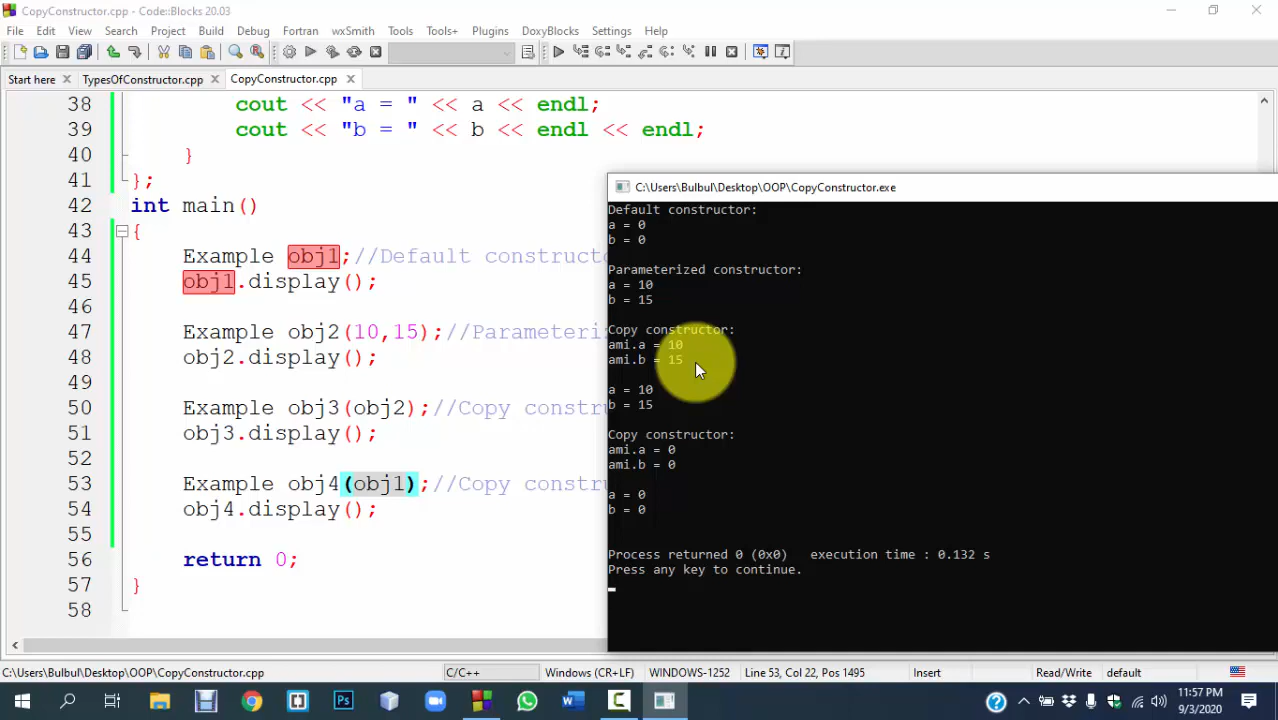 CopyConstructor.cpp - Code::Blocks 20.03
File Edit View Search Project Build Debug Fortran wxSmith Tools Tools+ Plugins DoxyBlocks Settings Help
Start here TypesOfConstructor.cpp CopyConstructor.cpp
38 cout << "a = " << a << endl;
39 cout << "b = " << b << endl << endl;
40 }
41 };
42 int main()
43 {
44 Example obj1;//Default constructo
45 obj1.display();
46
47 Example obj2(10,15);//Parameteri
48 obj2.display();
49
50 Example obj3(obj2);//Copy constr
51 obj3.display();
52
53 Example obj4(obj1);//Copy constr
54 obj4.display();
55
56 return 0;
57 }
58
C:\Users\Bulbul\Desktop\OOP\CopyConstructor.exe
Default constructor:
a = 0
b = 0
Parameterized constructor:
a = 10
b = 15
Copy constructor:
ami.a = 10
ami.b = 15
a = 10
b = 15
Copy constructor:
ami.a = 0
ami.b = 0
a = 0
b = 0
Process returned 0 (0x0) execution time : 0.132 s
Press any key to continue.
C:\Users\Bulbul\Desktop\OOP\CopyConstructor.cpp C/C++ Windows (CR+LF) WINDOWS-1252 Line 53, Col 22, Pos 1495 Insert Read/Write default
11:57 PM
9/3/2020